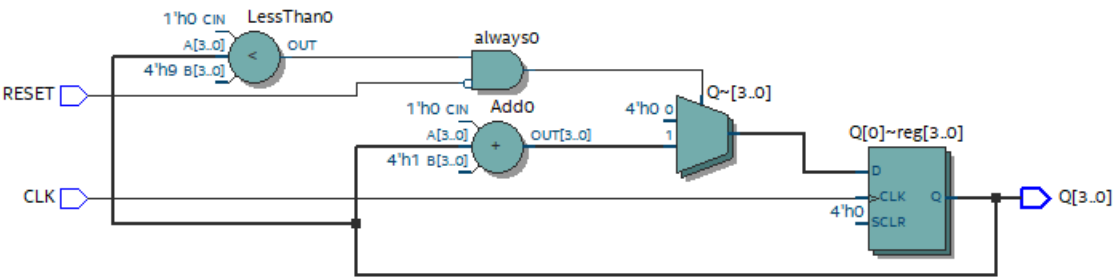 1'h0 CIN
LessThan0
A[3..0]
OUT
<
4'h9 B[3..0]
always0
RESET
1'h0 CIN
Add0
4'h0 0
Q~[3..0]
A[3..0]
OUT[3..0]
1
+
4'h1 B[3..0]
Q[0]~reg[3..0]
D
CLK
CLK
Q
Q[3..0]
4'h0
SCLR